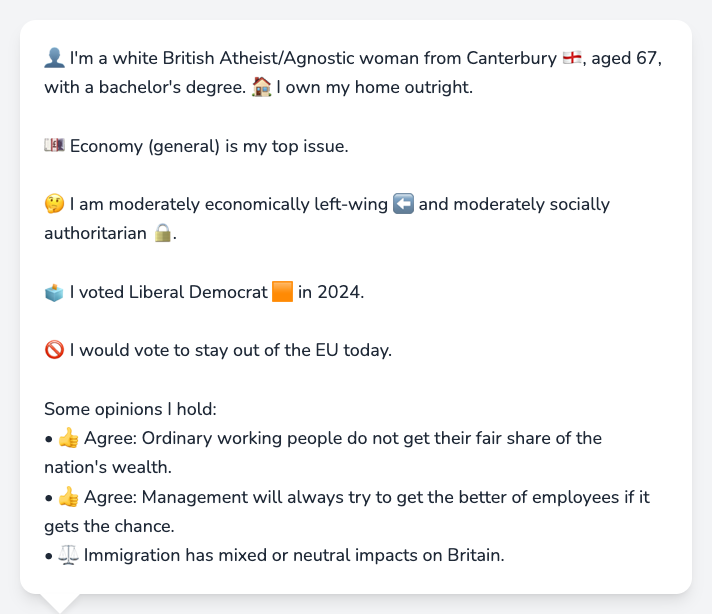 👤 I'm a white British Atheist/Agnostic woman from Canterbury 🏴󠁧󠁢󠁥󠁮󠁧󠁿, aged 67,
with a bachelor's degree. 🏠 I own my home outright.
💷 Economy (general) is my top issue.
🤔 I am moderately economically left-wing ⬅️ and moderately socially
authoritarian 🔒.
🗳️ I voted Liberal Democrat 🟧 in 2024.
🚫 I would vote to stay out of the EU today.
Some opinions I hold:
• 👍 Agree: Ordinary working people do not get their fair share of the
nation's wealth.
• 👍 Agree: Management will always try to get the better of employees if it
gets the chance.
• ⚖️ Immigration has mixed or neutral impacts on Britain.